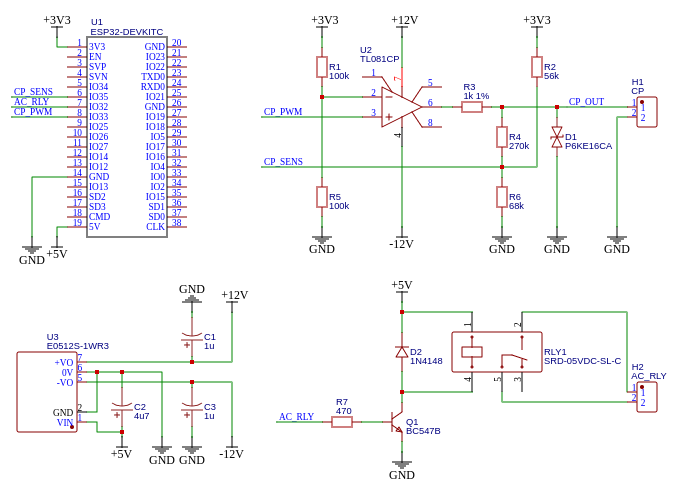 +3V3
U1
ESP32-DEVKITC
1 3V3 GND 20
2 EN IO23 21
3 SVP IO22 22
4 SVN TXD0 23
5 IO34 RXD0 24
CP_SENS 6 IO35 IO21 25
AC_RLY 7 IO32 GND 26
CP_PWM 8 IO33 IO19 27
9 IO25 IO18 28
10 IO26 IO5 29
11 IO27 IO17 30
12 IO14 IO16 31
13 IO12 IO4 32
14 GND IO0 33
15 IO13 IO2 34
16 SD2 IO15 35
17 SD3 SD1 36
18 CMD SD0 37
19 5V CLK 38
GND +5V
+3V3 +12V +3V3
U2
TL081CP
R1
100k
R2
56k
1
7
5
2
6
3
8
4
CP_PWM
R3
1k 1%
CP_OUT
H1
CP
1 1
2 2
R4
270k
D1
P6KE16CA
CP_SENS
R5
100k
R6
68k
GND -12V GND GND GND
U3
E0512S-1WR3
+VO 7
0V 6
-VO 5
GND 2
VIN 1
GND
+12V
C1
1u
C2
4u7
C3
1u
+5V GND GND -12V
+5V
D2
1N4148
1 2
RLY1
SRD-05VDC-SL-C
4 5 3
H2
AC_RLY
1 1
2 2
AC_RLY
R7
470
Q1
BC547B
GND